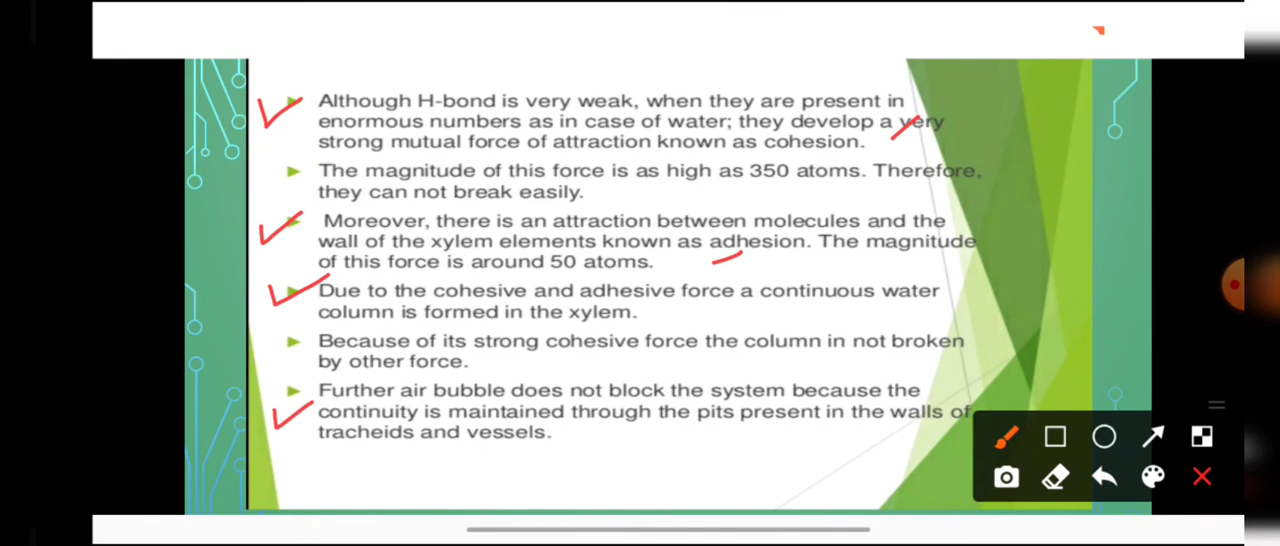 Although H-bond is very weak, when they are present in
enormous numbers as in case of water; they develop a very
strong mutual force of attraction known as cohesion.
The magnitude of this force is as high as 350 atoms. Therefore,
they can not break easily.
Moreover, there is an attraction between molecules and the
wall of the xylem elements known as adhesion. The magnitude
of this force is around 50 atoms.
Due to the cohesive and adhesive force a continuous water
column is formed in the xylem.
Because of its strong cohesive force the column in not broken
by other force.
Further air bubble does not block the system because the
continuity is maintained through the pits present in the walls of
tracheids and vessels.